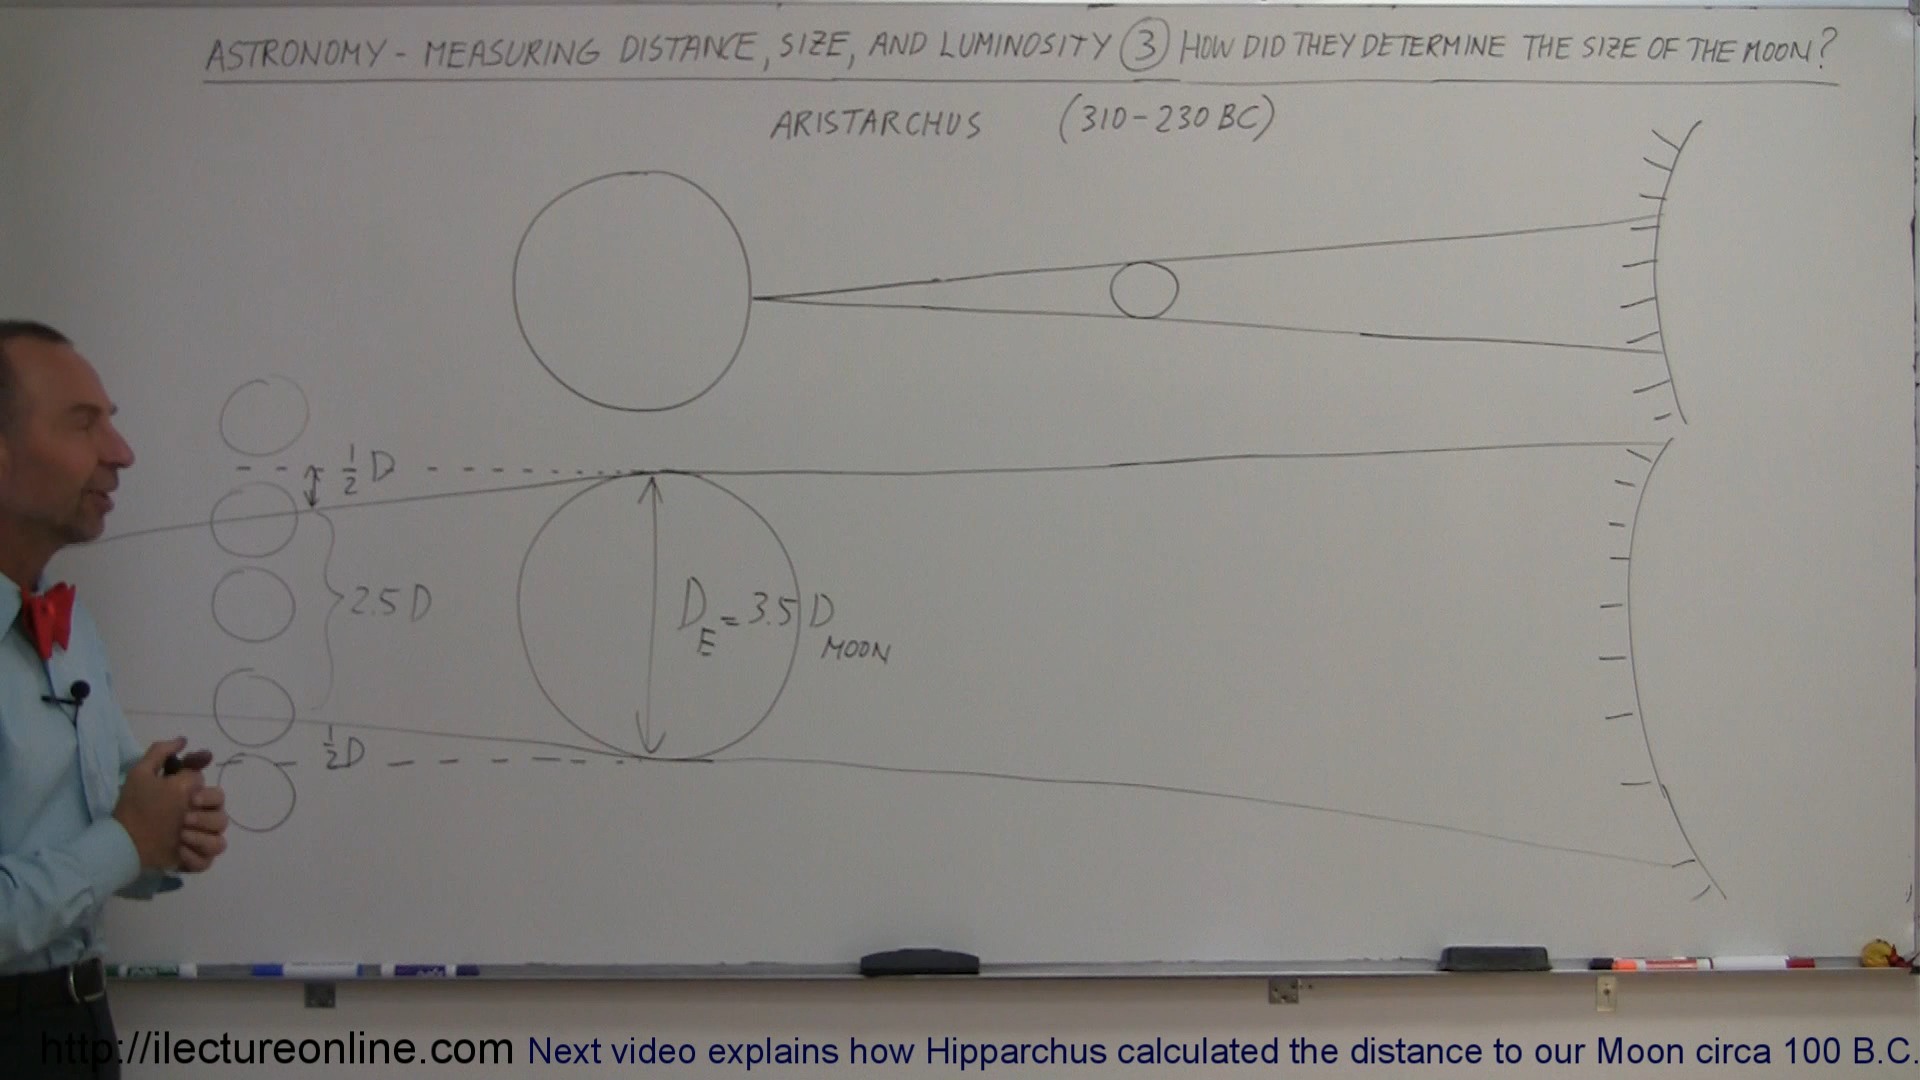 ASTRONOMY - MEASURING DISTANCE, SIZE, AND LUMINOSITY ③ HOW DID THEY DETERMINE THE SIZE OF THE MOON?
ARISTARCHUS (310-230 BC)
1/2 D
2.5 D
D_E = 3.5 D_MOON
1/2 D
http://ilectureonline.com Next video explains how Hipparchus calculated the distance to our Moon circa 100 B.C.